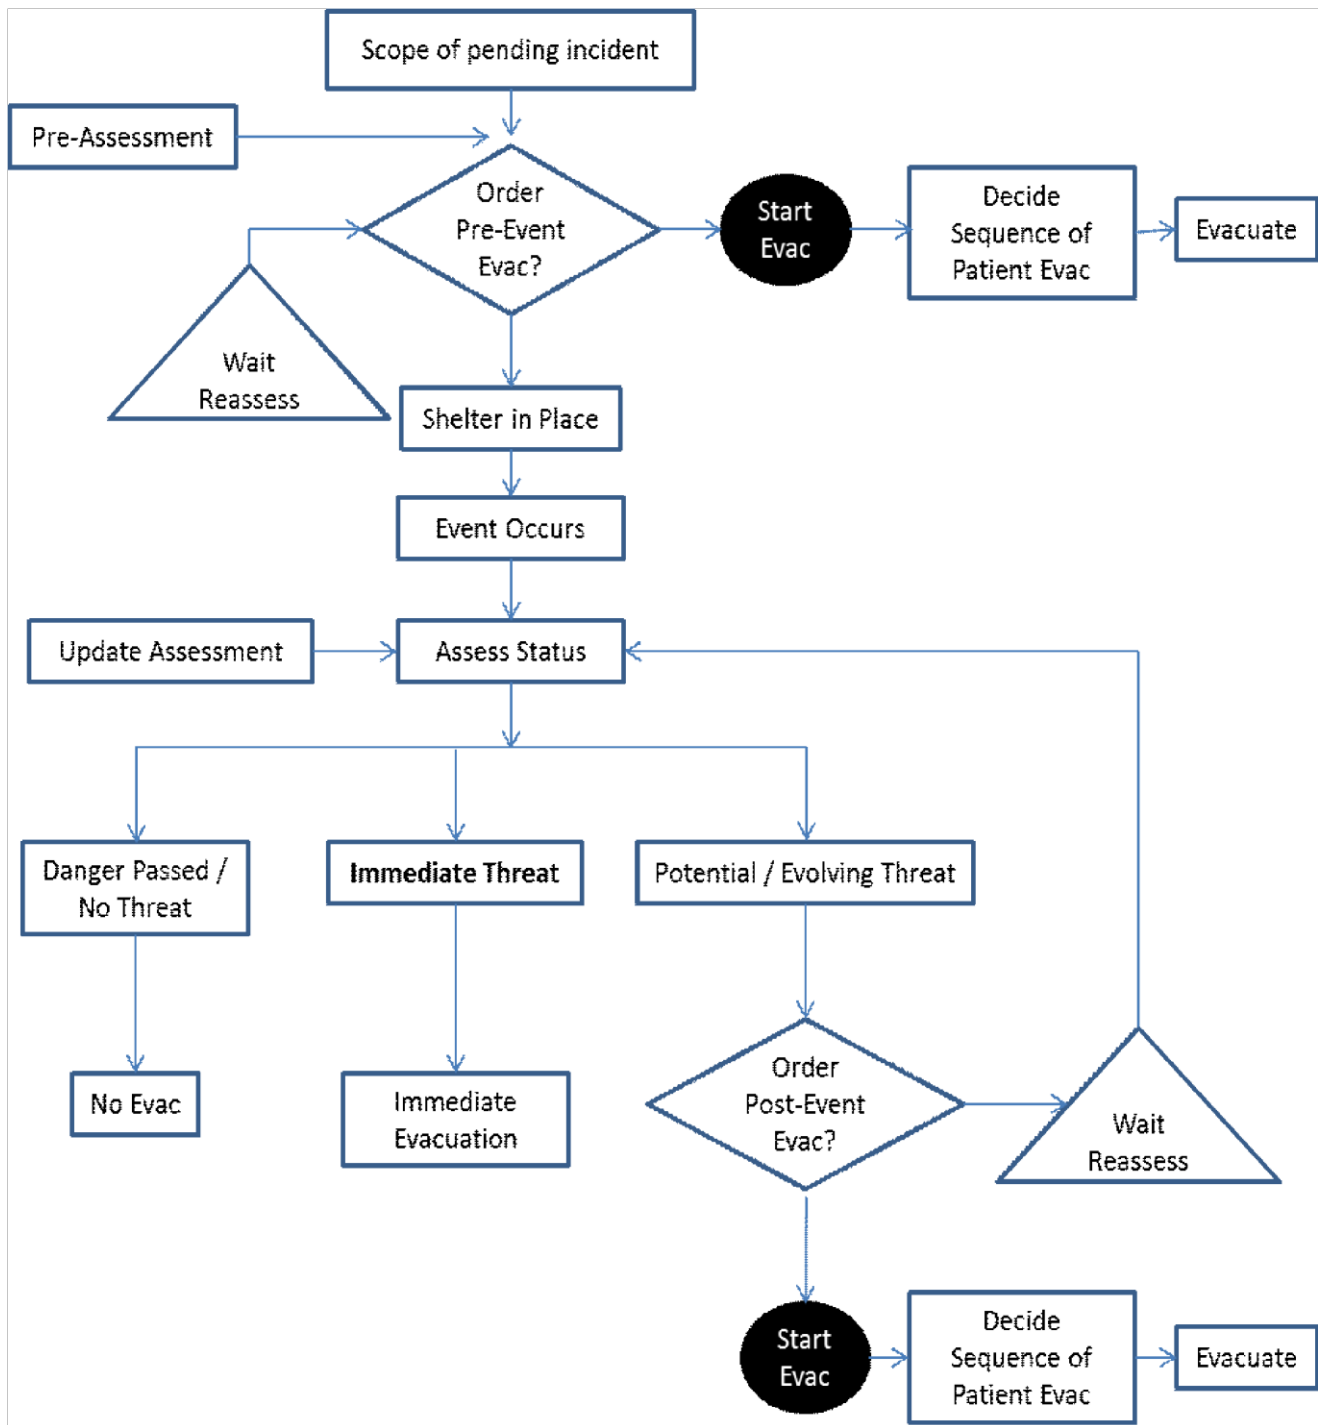 Scope of pending incident
Pre-Assessment
Order
Pre-Event
Evac?
Start
Evac
Decide
Sequence of
Patient Evac
Evacuate
Wait
Reassess
Shelter in Place
Event Occurs
Update Assessment
Assess Status
Danger Passed /
No Threat
Immediate Threat
Potential / Evolving Threat
No Evac
Immediate
Evacuation
Order
Post-Event
Evac?
Wait
Reassess
Start
Evac
Decide
Sequence of
Patient Evac
Evacuate